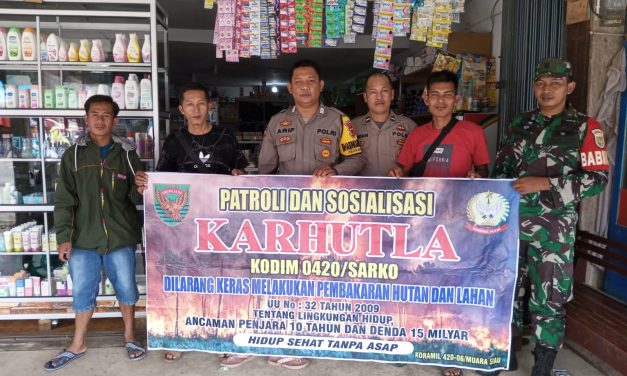 PATROLI DAN SOSIALISASI
KARHUTLA
KODIM 0420/SARKO
DILARANG KERAS MELAKUKAN PEMBAKARAN HUTAN DAN LAHAN
UU No : 32 TAHUN 2009
TENTANG LINGKUNGAN HIDUP.
ANCAMAN PENJARA 10 TAHUN DAN DENDA 15 MILYAR
HIDUP SEHAT TANPA ASAP
KORAMIL 420-06/MUARA SIAU
ARIF
POLRI
POLRI
BABIN